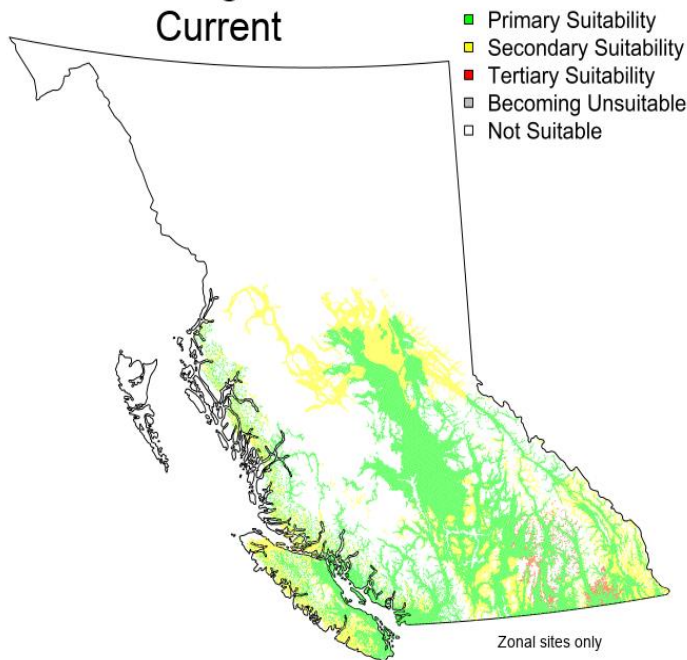 Current
Primary Suitability
Secondary Suitability
Tertiary Suitability
Becoming Unsuitable
Not Suitable
Zonal sites only